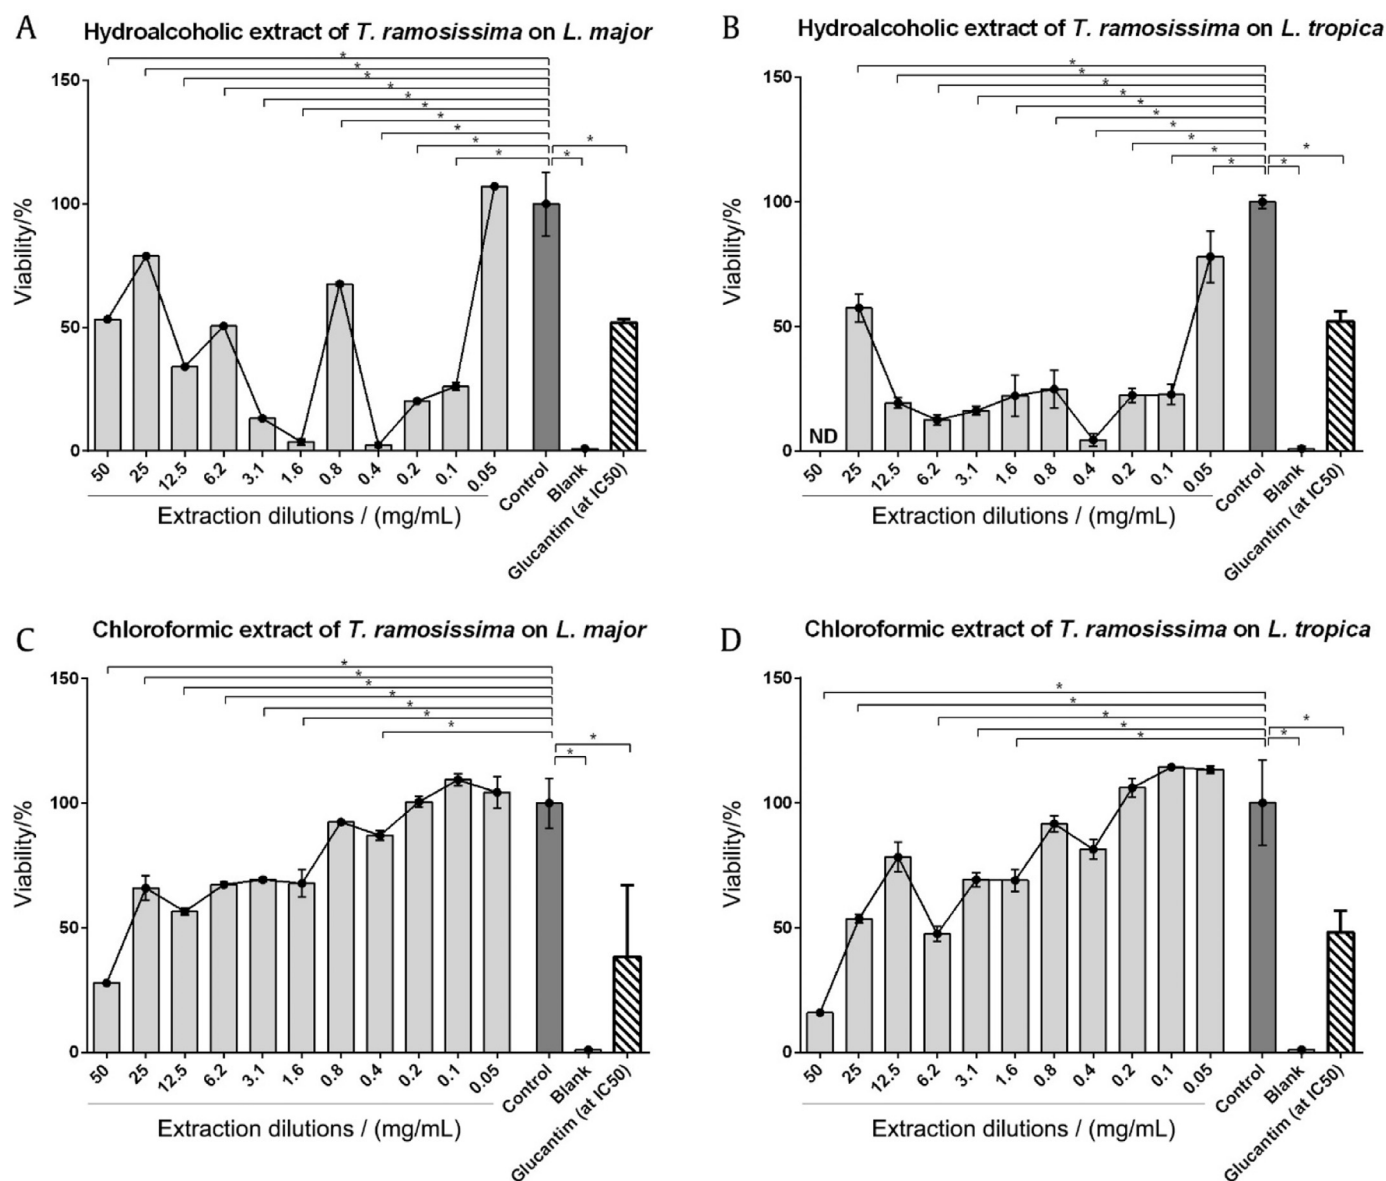 A
Hydroalcoholic extract of T. ramosissima on L. major
* * * * * * * * * * * *
150
100
50
0
Viability/%
50 25 12.5 6.2 3.1 1.6 0.8 0.4 0.2 0.1 0.05 Control Blank Glucantim (at IC50)
Extraction dilutions / (mg/mL)
B
Hydroalcoholic extract of T. ramosissima on L. tropica
* * * * * * * * * * * *
150
100
50
0
Viability/%
ND
50 25 12.5 6.2 3.1 1.6 0.8 0.4 0.2 0.1 0.05 Control Blank Glucantim (at IC50)
Extraction dilutions / (mg/mL)
C
Chloroformic extract of T. ramosissima on L. major
* * * * * * * * *
150
100
50
0
Viability/%
50 25 12.5 6.2 3.1 1.6 0.8 0.4 0.2 0.1 0.05 Control Blank Glucantim (at IC50)
Extraction dilutions / (mg/mL)
D
Chloroformic extract of T. ramosissima on L. tropica
* * * * * * *
150
100
50
0
Viability/%
50 25 12.5 6.2 3.1 1.6 0.8 0.4 0.2 0.1 0.05 Control Blank Glucantim (at IC50)
Extraction dilutions / (mg/mL)